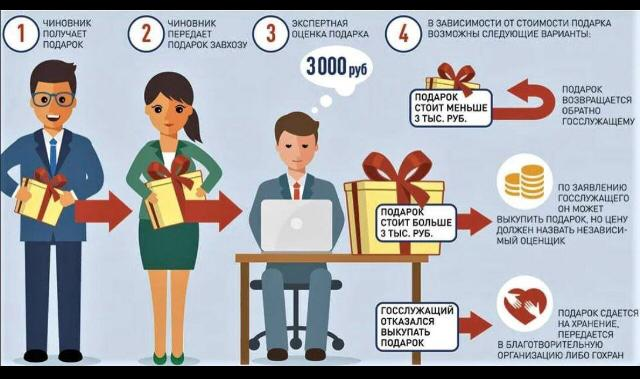 1
ЧИНОВНИК
ПОЛУЧАЕТ
ПОДАРОК
2
ЧИНОВНИК
ПЕРЕДАЕТ
ПОДАРОК ЗАВХОЗУ
3
ЭКСПЕРТНАЯ
ОЦЕНКА ПОДАРКА
3000 руб
4
В ЗАВИСИМОСТИ ОТ СТОИМОСТИ ПОДАРКА
ВОЗМОЖНЫ СЛЕДУЮЩИЕ ВАРИАНТЫ:
ПОДАРОК
СТОИТ МЕНЬШЕ
3 ТЫС. РУБ.
ПОДАРОК
ВОЗВРАЩАЕТСЯ
ОБРАТНО
ГОССЛУЖАЩЕМУ
ПОДАРОК
СТОИТ БОЛЬШЕ
3 ТЫС. РУБ.
ПО ЗАЯВЛЕНИЮ
ГОССЛУЖАЩЕГО
ОН МОЖЕТ
ВЫКУПИТЬ ПОДАРОК, НО ЦЕНУ
ДОЛЖЕН НАЗВАТЬ НЕЗАВИСИ-
МЫЙ ОЦЕНЩИК
ГОССЛУЖАЩИЙ
ОТКАЗАЛСЯ
ВЫКУПАТЬ
ПОДАРОК
ПОДАРОК СДАЕТСЯ
НА ХРАНЕНИЕ,
ПЕРЕДАЕТСЯ
В БЛАГОТВОРИТЕЛЬНУЮ
ОРГАНИЗАЦИЮ ЛИБО ГОХРАН